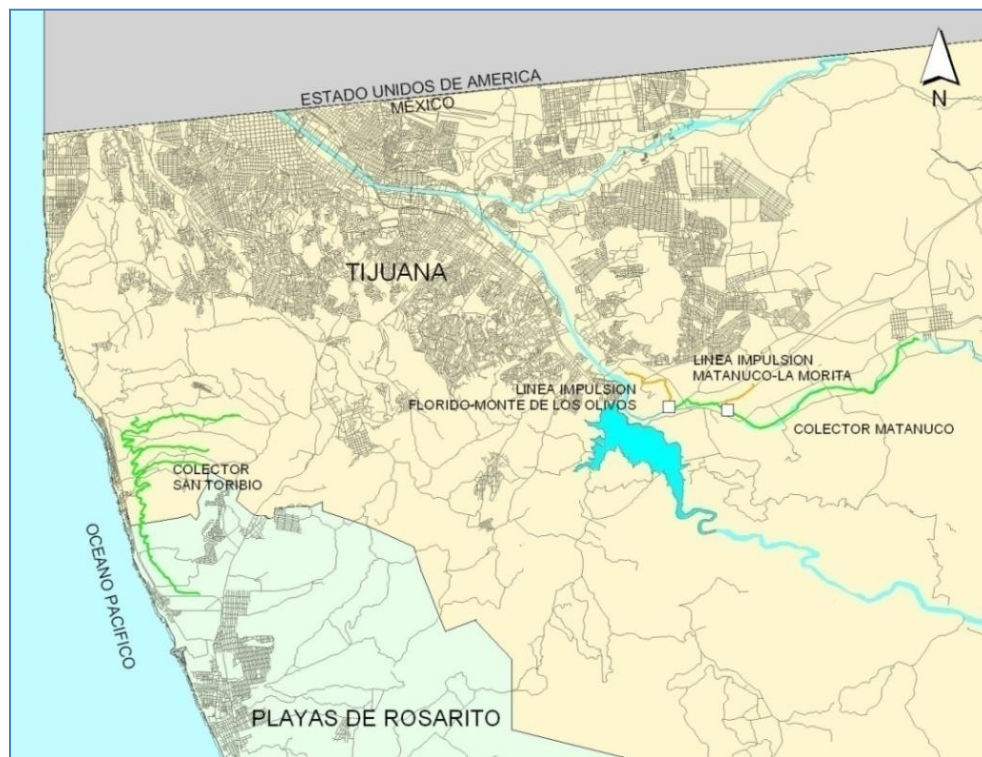 ESTADO UNIDOS DE AMERICA
MÉXICO
N
TIJUANA
LINEA IMPULSION
MATANUCO-LA MORITA
LINEA IMPULSION
FLORIDO-MONTE DE LOS OLIVOS
COLECTOR MATANUCO
COLECTOR
SAN TORIBIO
OCEANO PACIFICO
PLAYAS DE ROSARITO